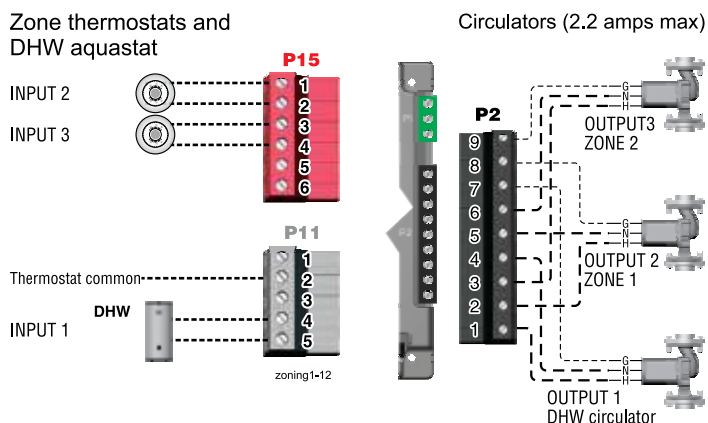 Zone thermostats and
DHW aquastat
Circulators (2.2 amps max)
P15
INPUT 2
INPUT 3
1
2
3
4
5
6
P11
Thermostat common
DHW
INPUT 1
1
2
3
4
5
zoning1-12
P2
P2
9
8
7
6
5
4
3
2
1
G
N
H
OUTPUT3
ZONE 2
G
N
H
OUTPUT 2
ZONE 1
G
N
H
OUTPUT 1
DHW circulator